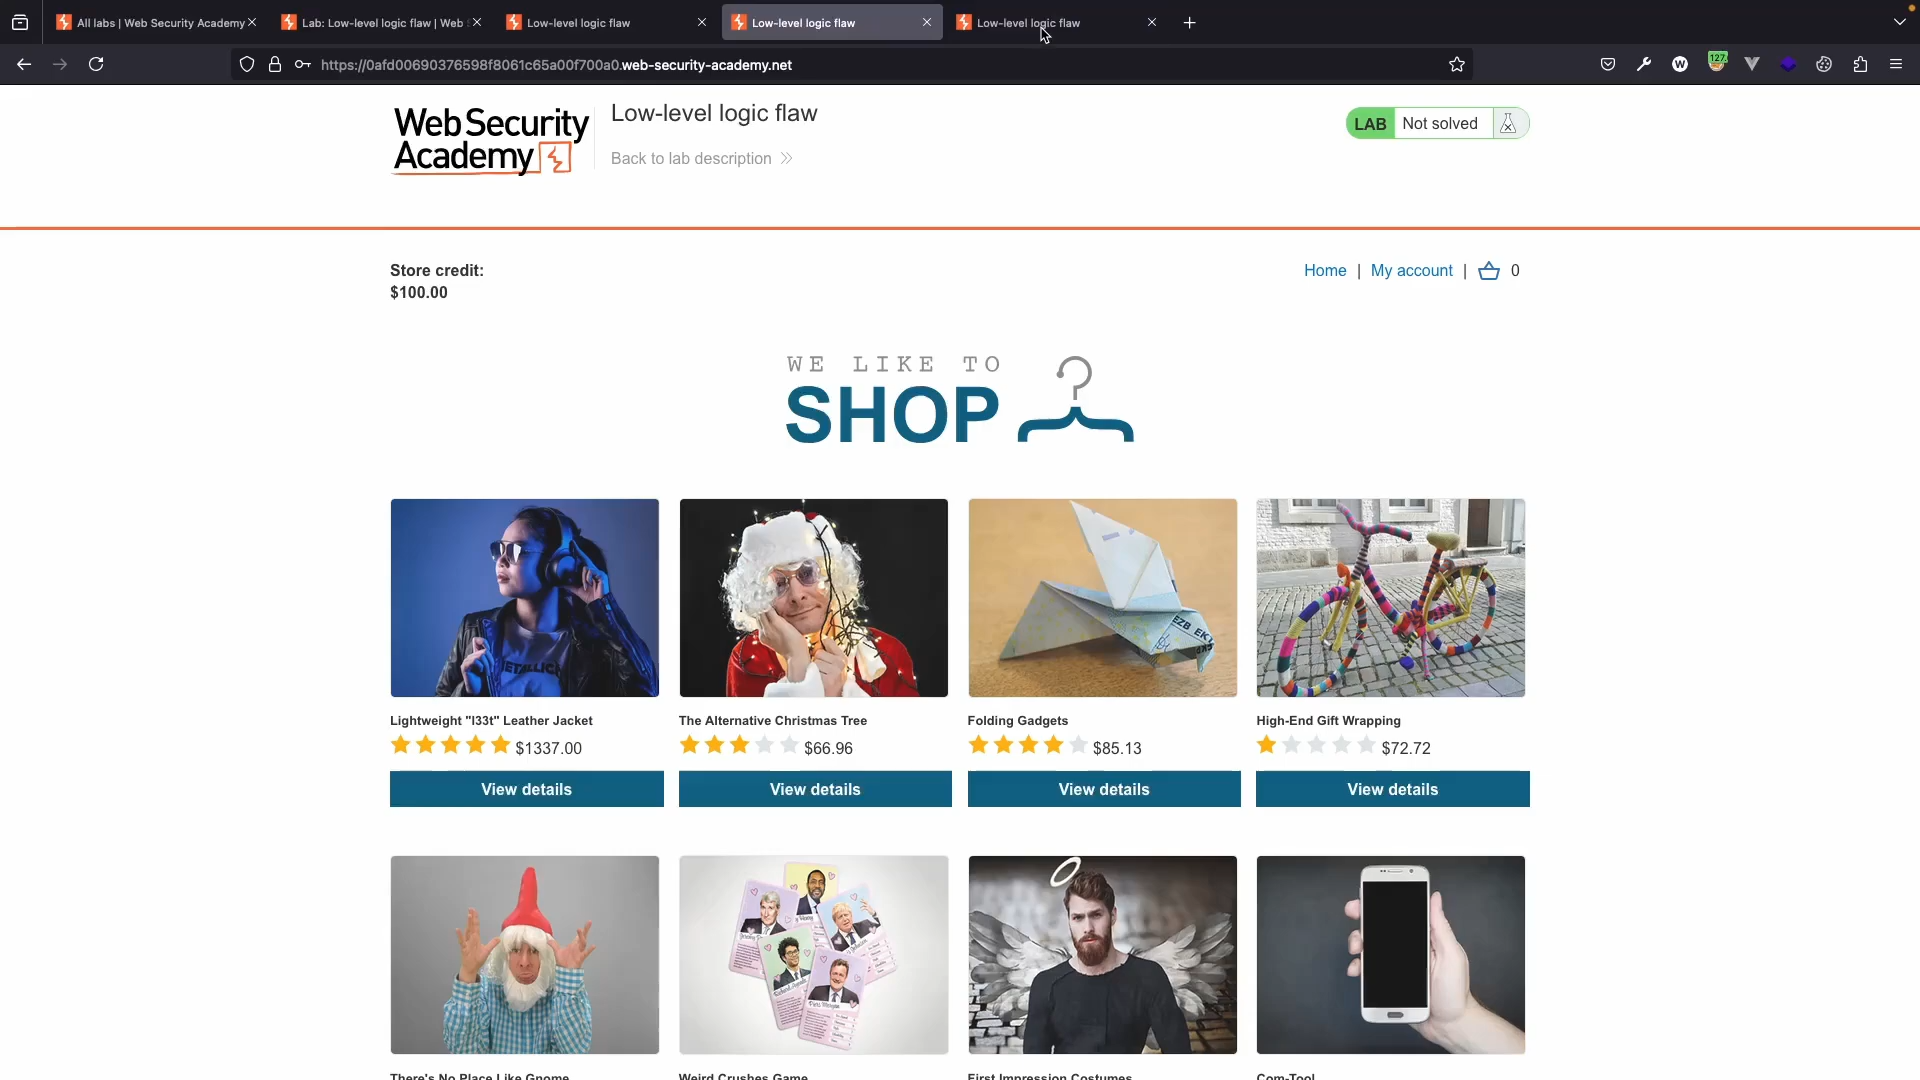 All labs | Web Security Academy
Lab: Low-level logic flaw | Web S
Low-level logic flaw
Low-level logic flaw
Low-level logic flaw
https://0afd00690376598f8061c65a00f700a0.web-security-academy.net
127
Web Security
Academy
Low-level logic flaw
Back to lab description
LAB Not solved
Store credit:
$100.00
Home | My account | 0
WE LIKE TO
SHOP
METALLICA
EZB EK
Lightweight "l33t" Leather Jacket
$1337.00
View details
The Alternative Christmas Tree
$66.96
View details
Folding Gadgets
$85.13
View details
High-End Gift Wrapping
$72.72
View details
There's No Place Like Gnome
Weird Crushes Game
First Impression Costumes
Com-Tool